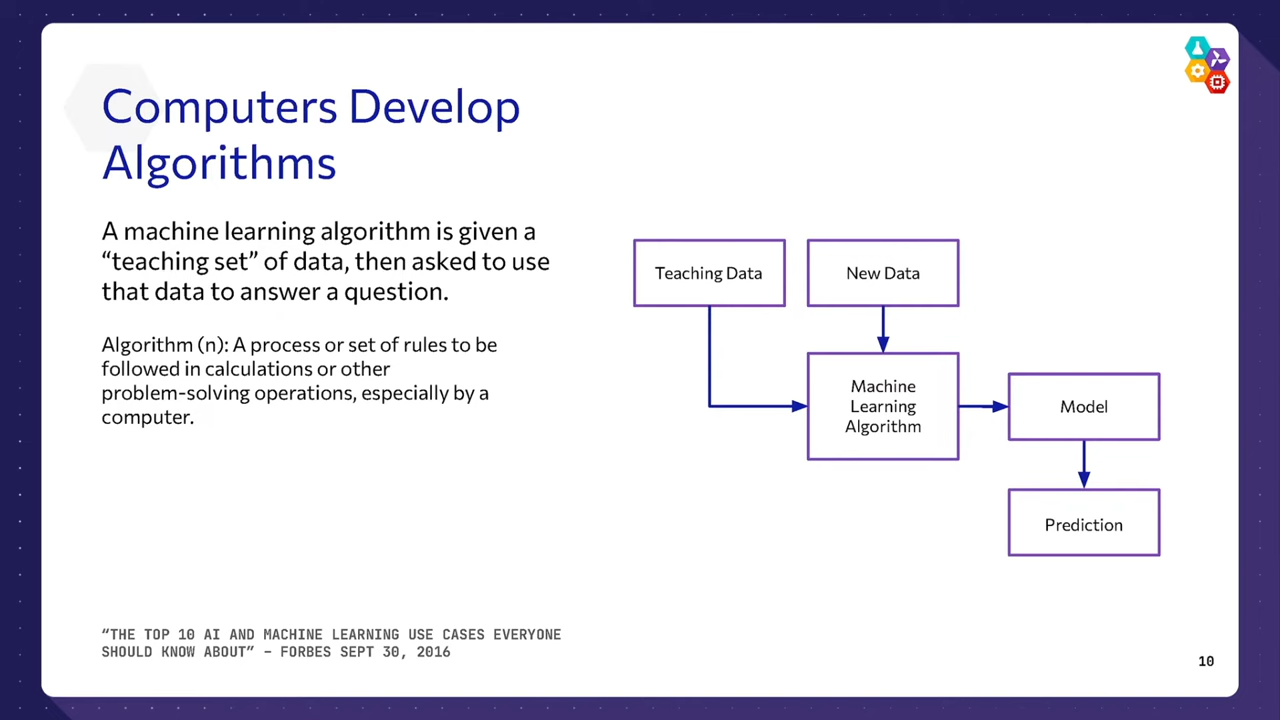 Computers Develop
Algorithms
A machine learning algorithm is given a
“teaching set” of data, then asked to use
that data to answer a question.
Algorithm (n): A process or set of rules to be
followed in calculations or other
problem-solving operations, especially by a
computer.
Teaching Data
New Data
Machine
Learning
Algorithm
Model
Prediction
“THE TOP 10 AI AND MACHINE LEARNING USE CASES EVERYONE
SHOULD KNOW ABOUT” – FORBES SEPT 30, 2016
10